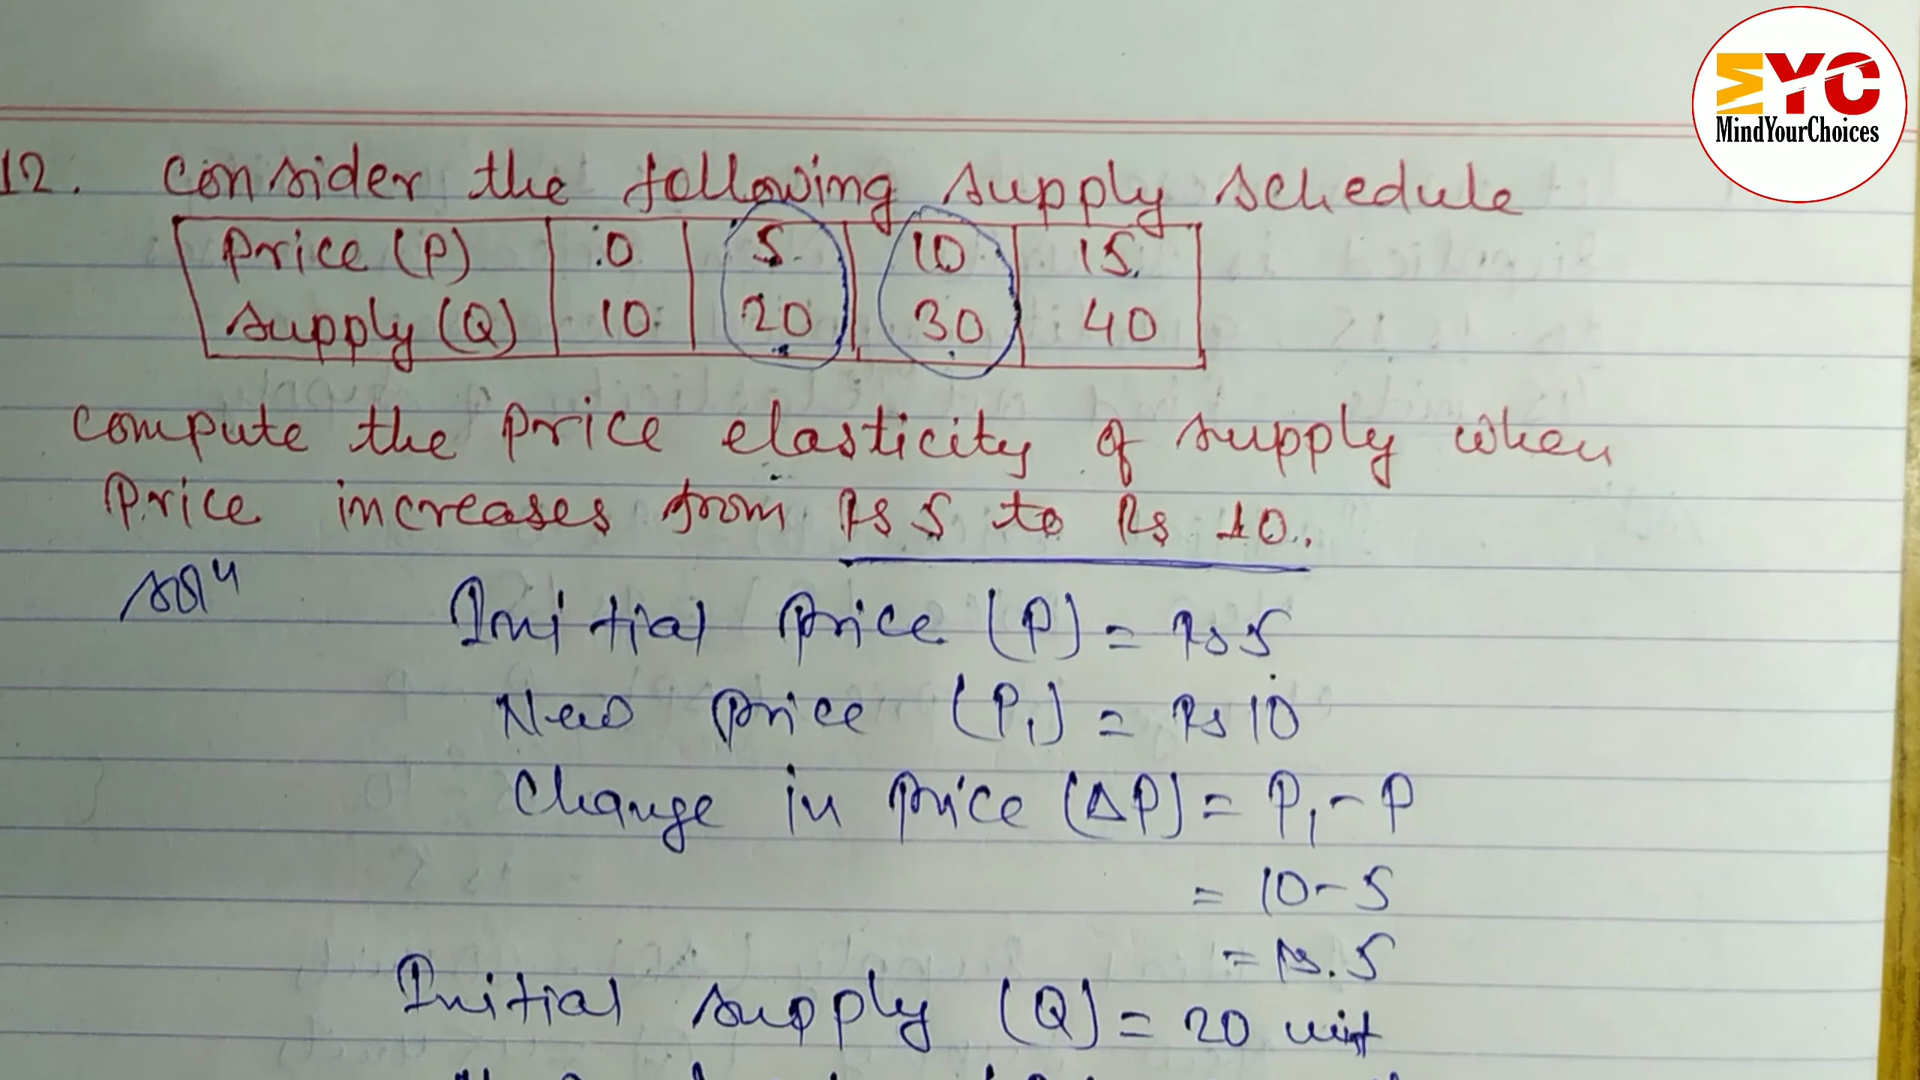 MYC
MindYourChoices
12. Consider the following supply schedule
Price (P) 0 5 10 15
Supply (Q) 10 20 30 40
compute the price elasticity of supply when
Price increases from Rs 5 to Rs 10.
Solⁿ Initial Price (P) = Rs 5
New Price (P₁) = Rs 10
Change in Price (ΔP) = P₁ - P
= 10 - 5
= Rs. 5
Initial supply (Q) = 20 unit